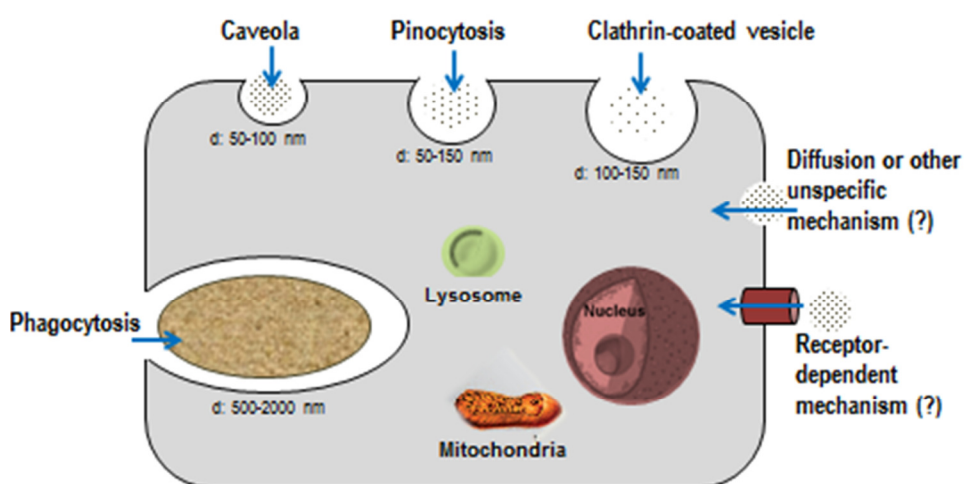 Caveola
Pinocytosis
Clathrin-coated vesicle
d: 50-100 nm
d: 50-150 nm
d: 100-150 nm
Diffusion or other
unspecific
mechanism (?)
Lysosome
Nucleus
Phagocytosis
Receptor-
dependent
mechanism (?)
d: 500-2000 nm
Mitochondria